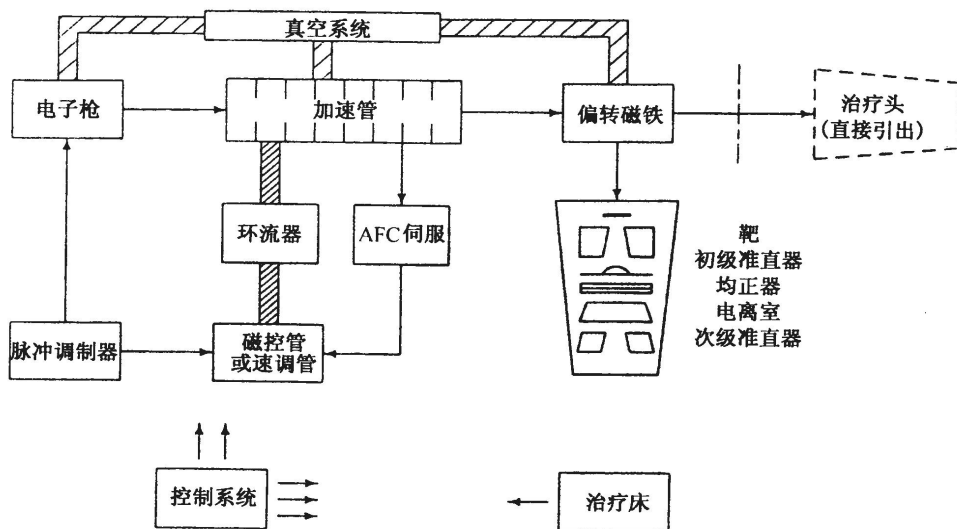 真空系统
电子枪
加速管
偏转磁铁
治疗头
(直接引出)
环流器
AFC 伺服
靶
初级准直器
均正器
电离室
次级准直器
脉冲调制器
磁控管
或速调管
控制系统
治疗床